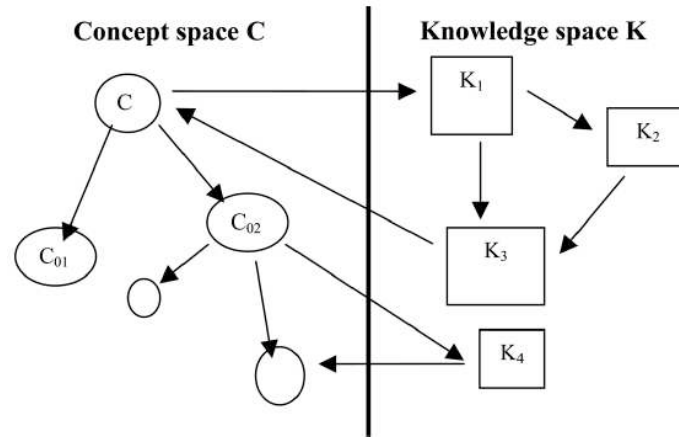 Concept space C
Knowledge space K
C
K₁
K₂
C₀₁
C₀₂
K₃
K₄